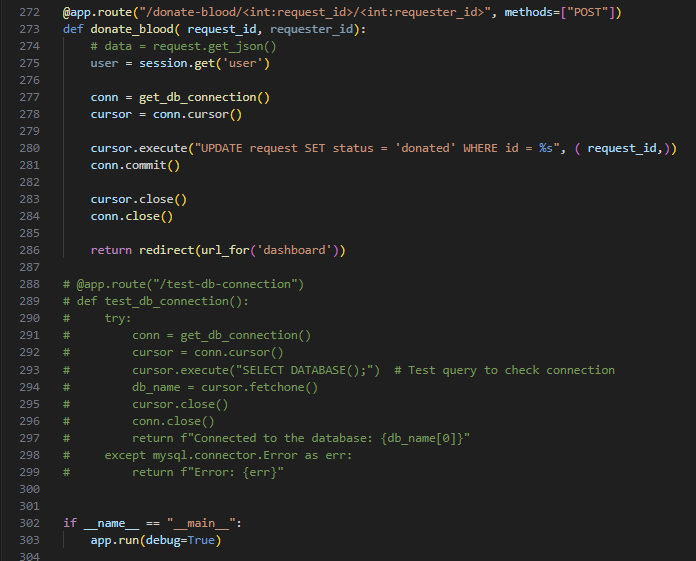 272 @app.route("/donate-blood/<int:request_id>/<int:requester_id>", methods=["POST"])
273 def donate_blood( request_id, requester_id):
274     # data = request.get_json()
275     user = session.get('user')
276
277     conn = get_db_connection()
278     cursor = conn.cursor()
279
280     cursor.execute("UPDATE request SET status = 'donated' WHERE id = %s", ( request_id,))
281     conn.commit()
282
283     cursor.close()
284     conn.close()
285
286     return redirect(url_for('dashboard'))
287
288 # @app.route("/test-db-connection")
289 # def test_db_connection():
290 #     try:
291 #         conn = get_db_connection()
292 #         cursor = conn.cursor()
293 #         cursor.execute("SELECT DATABASE();")  # Test query to check connection
294 #         db_name = cursor.fetchone()
295 #         cursor.close()
296 #         conn.close()
297 #         return f"Connected to the database: {db_name[0]}"
298 #     except mysql.connector.Error as err:
299 #         return f"Error: {err}"
300
301
302 if __name__ == "__main__":
303     app.run(debug=True)
304